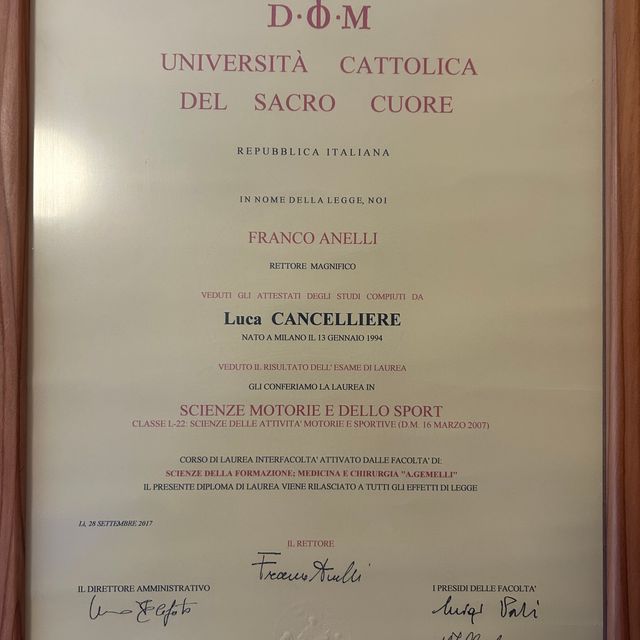 D·O·M
UNIVERSITÀ CATTOLICA
DEL SACRO CUORE
REPUBBLICA ITALIANA
IN NOME DELLA LEGGE, NOI
FRANCO ANELLI
RETTORE MAGNIFICO
VEDUTI GLI ATTESTATI DEGLI STUDI COMPIUTI DA
Luca CANCELLIERE
NATO A MILANO IL 13 GENNAIO 1994
VEDUTO IL RISULTATO DELL'ESAME DI LAUREA
GLI CONFERIAMO LA LAUREA IN
SCIENZE MOTORIE E DELLO SPORT
CLASSE L-22: SCIENZE DELLE ATTIVITA' MOTORIE E SPORTIVE (D.M. 16 MARZO 2007)
CORSO DI LAUREA INTERFACOLTA' ATTIVATO DALLE FACOLTA' DI:
SCIENZE DELLA FORMAZIONE; MEDICINA E CHIRURGIA "A.GEMELLI"
IL PRESENTE DIPLOMA DI LAUREA VIENE RILASCIATO A TUTTI GLI EFFETTI DI LEGGE
Lì, 28 SETTEMBRE 2017
IL RETTORE
Franco Anelli
IL DIRETTORE AMMINISTRATIVO
I PRESIDI DELLE FACOLTA'
Luigi